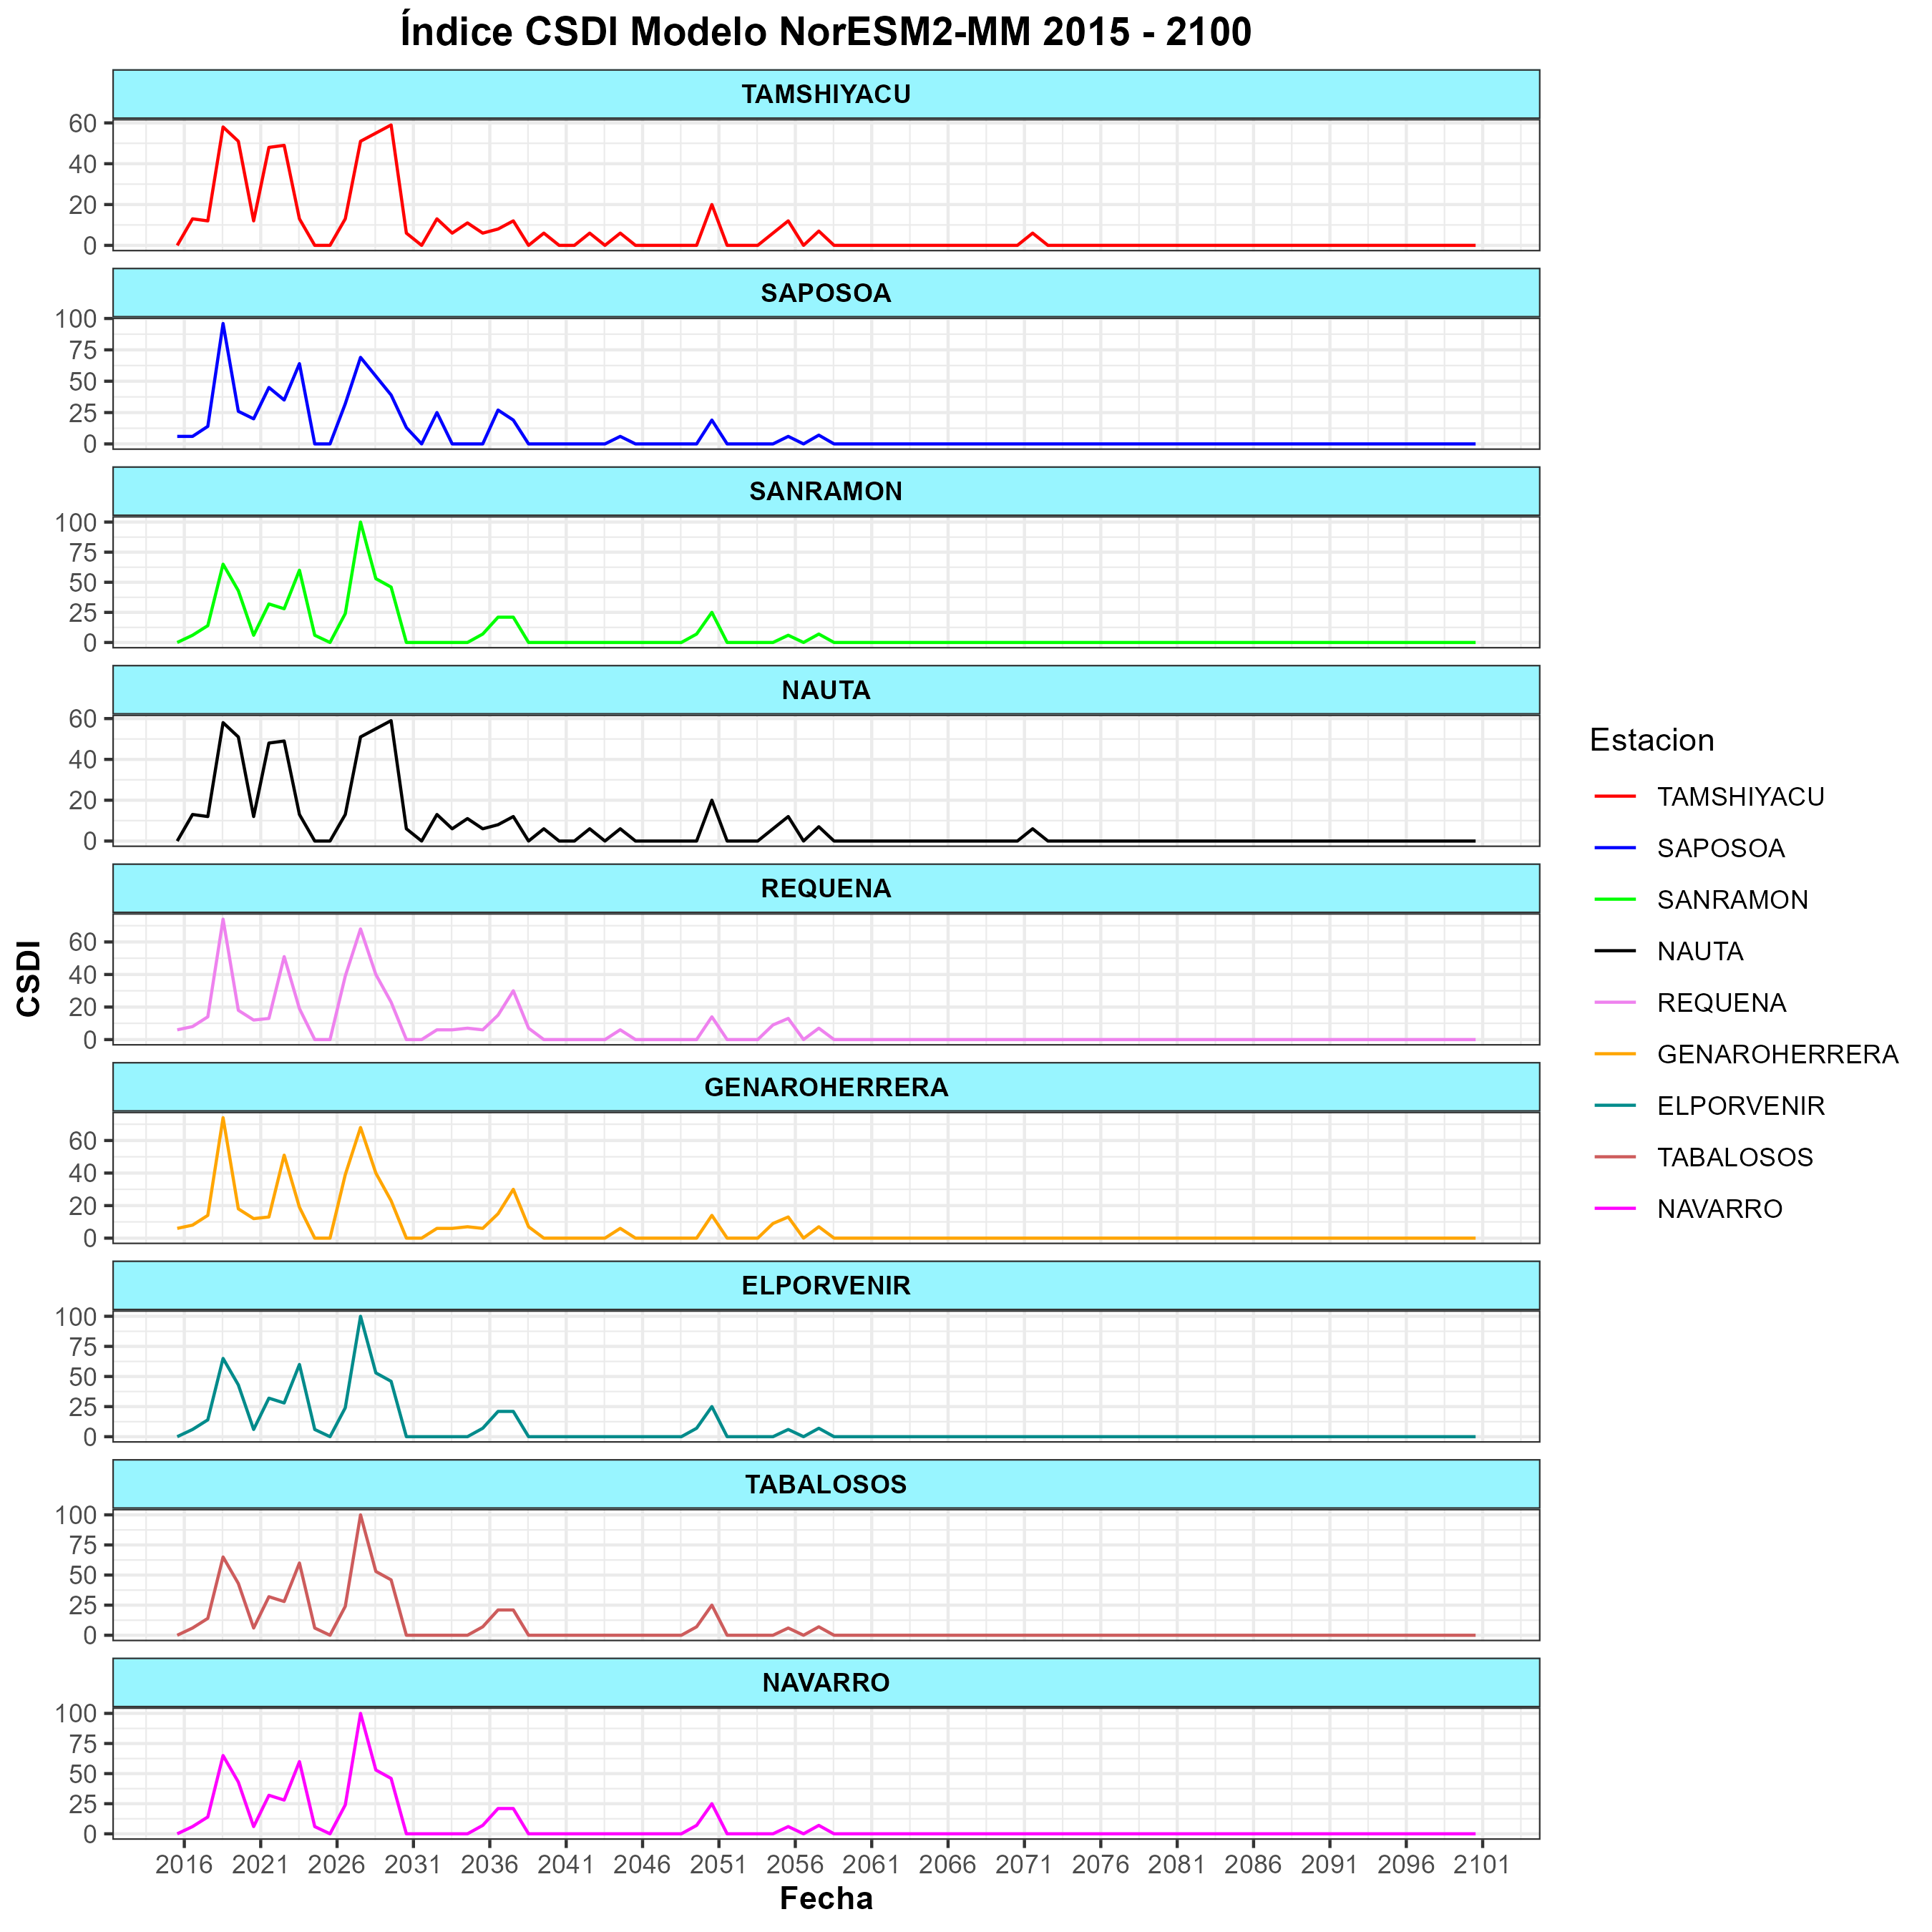 Índice CSDI Modelo NorESM2-MM 2015 - 2100
TAMSHIYACU
60
40
20
0
SAPOSOA
100
75
50
25
0
SANRAMON
100
75
50
25
0
NAUTA
60
40
20
0
REQUENA
60
40
20
0
GENAROHERRERA
60
40
20
0
ELPORVENIR
100
75
50
25
0
TABALOSOS
100
75
50
25
0
NAVARRO
100
75
50
25
0
2016 2021 2026 2031 2036 2041 2046 2051 2056 2061 2066 2071 2076 2081 2086 2091 2096 2101
Fecha
CSDI
Estacion
TAMSHIYACU
SAPOSOA
SANRAMON
NAUTA
REQUENA
GENAROHERRERA
ELPORVENIR
TABALOSOS
NAVARRO